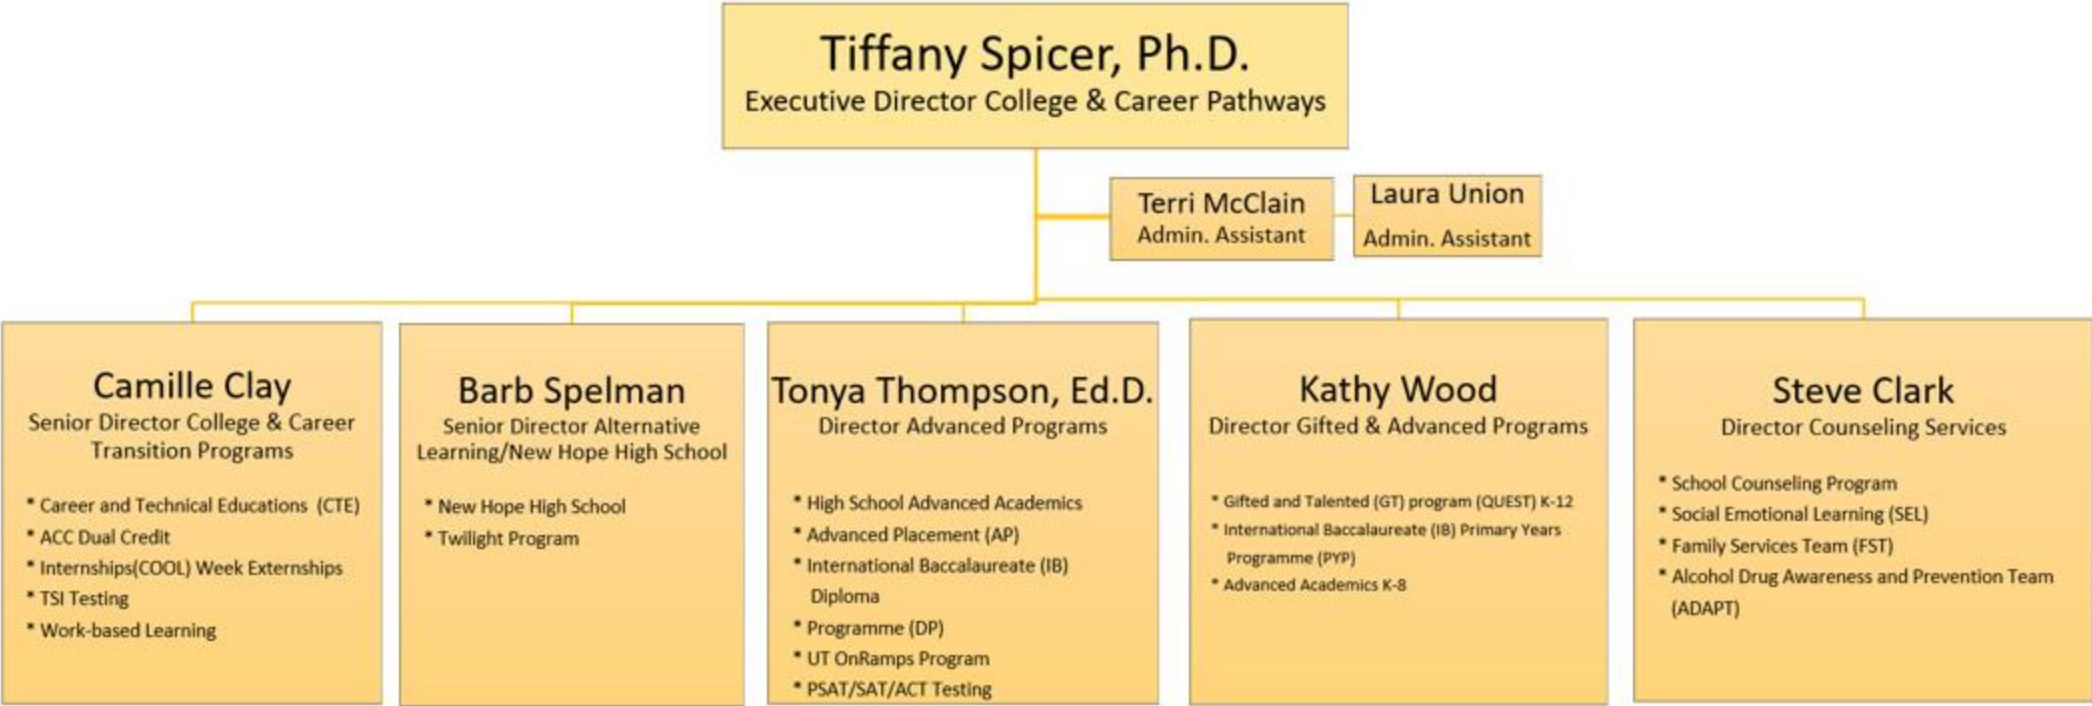 Tiffany Spicer, Ph.D.
Executive Director College & Career Pathways
Terri McClain
Admin. Assistant
Laura Union
Admin. Assistant
Camille Clay
Senior Director College & Career
Transition Programs
* Career and Technical Educations (CTE)
* ACC Dual Credit
* Internships(COOL) Week Externships
* TSI Testing
* Work-based Learning
Barb Spelman
Senior Director Alternative
Learning/New Hope High School
* New Hope High School
* Twilight Program
Tonya Thompson, Ed.D.
Director Advanced Programs
* High School Advanced Academics
* Advanced Placement (AP)
* International Baccalaureate (IB)
Diploma
* Programme (DP)
* UT OnRamps Program
* PSAT/SAT/ACT Testing
Kathy Wood
Director Gifted & Advanced Programs
* Gifted and Talented (GT) program (QUEST) K-12
* International Baccalaureate (IB) Primary Years
Programme (PYP)
* Advanced Academics K-8
Steve Clark
Director Counseling Services
* School Counseling Program
* Social Emotional Learning (SEL)
* Family Services Team (FST)
* Alcohol Drug Awareness and Prevention Team
(ADAPT)